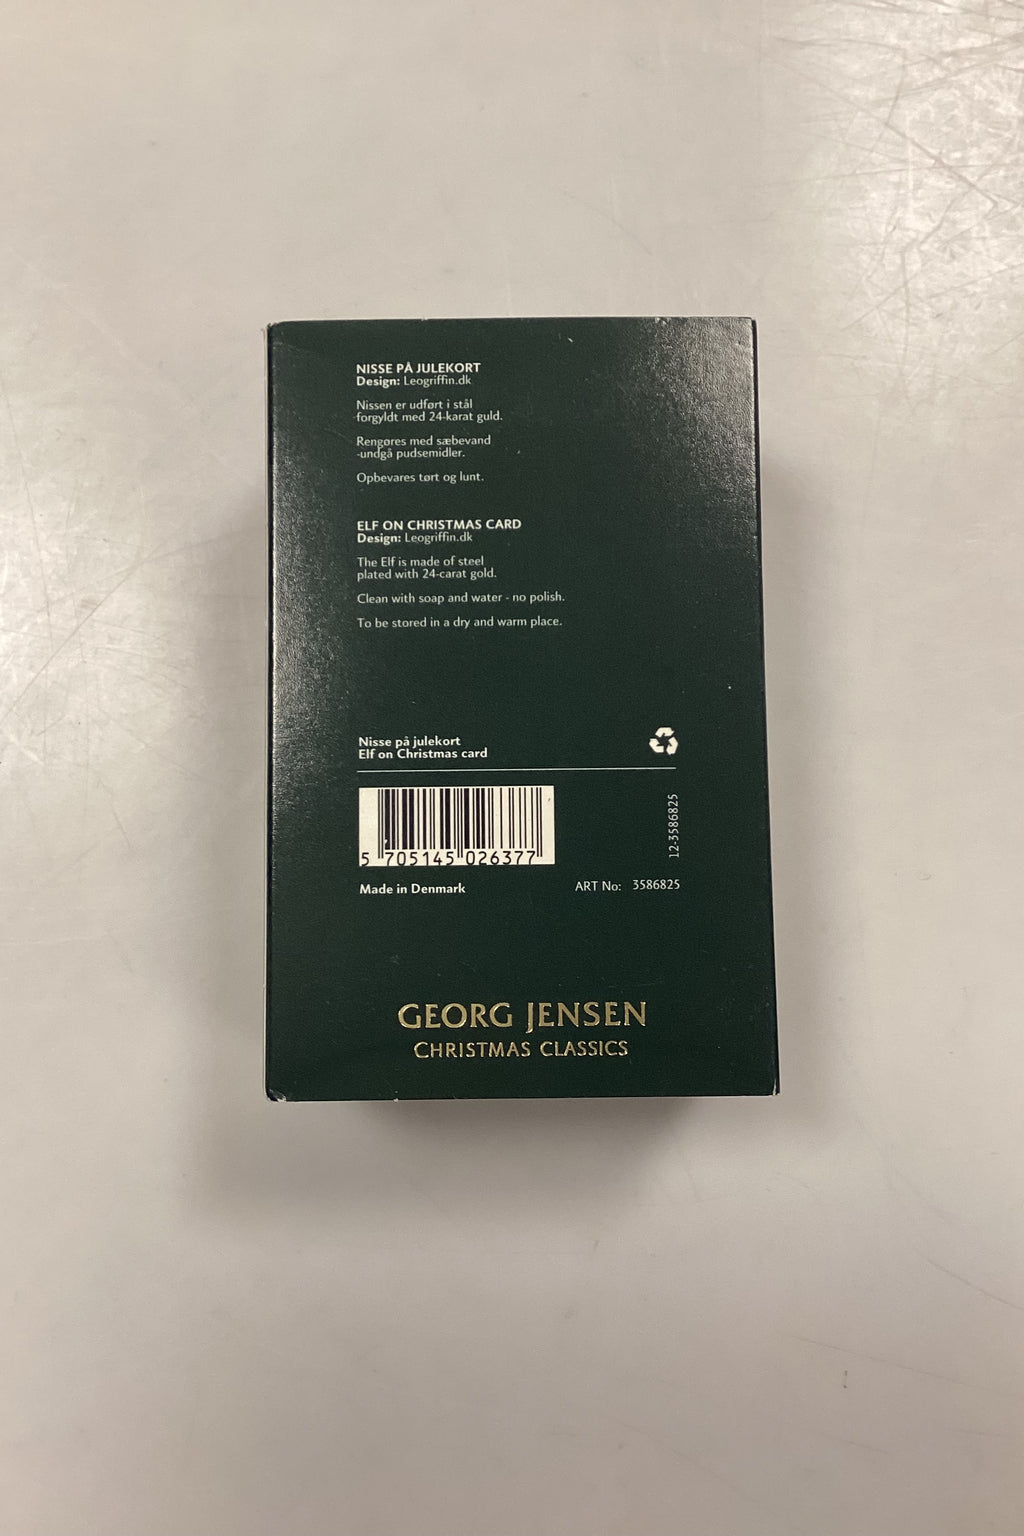 NISSE PÅ JULEKORT
Design: Leogriffin.dk
Nissen er udført i stål
forgyldt med 24-karat guld.
Rengøres med sæbevand
-undgå pudsemidler.
Opbevares tørt og lunt.
ELF ON CHRISTMAS CARD
Design: Leogriffin.dk
The Elf is made of steel
plated with 24-carat gold.
Clean with soap and water - no polish.
To be stored in a dry and warm place.
Nisse på julekort
Elf on Christmas card
5 705145 026377
12-3586825
Made in Denmark
ART No: 3586825
GEORG JENSEN
CHRISTMAS CLASSICS